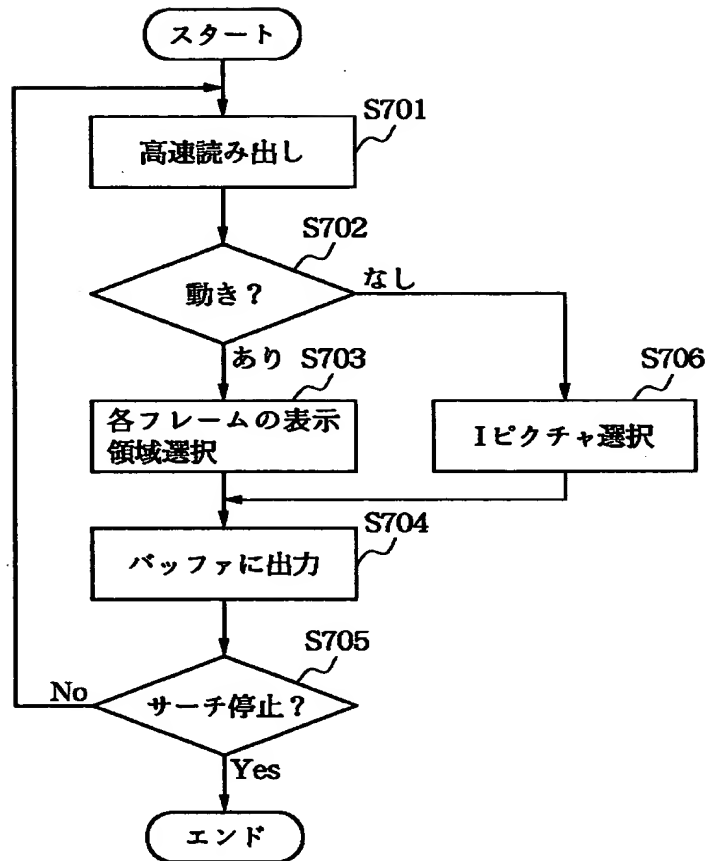 スタート
S701
高速読み出し
S702
動き？
なし
あり
S703
各フレームの表示
領域選択
S706
Iピクチャ選択
S704
バッファに出力
S705
サーチ停止？
No
Yes
エンド